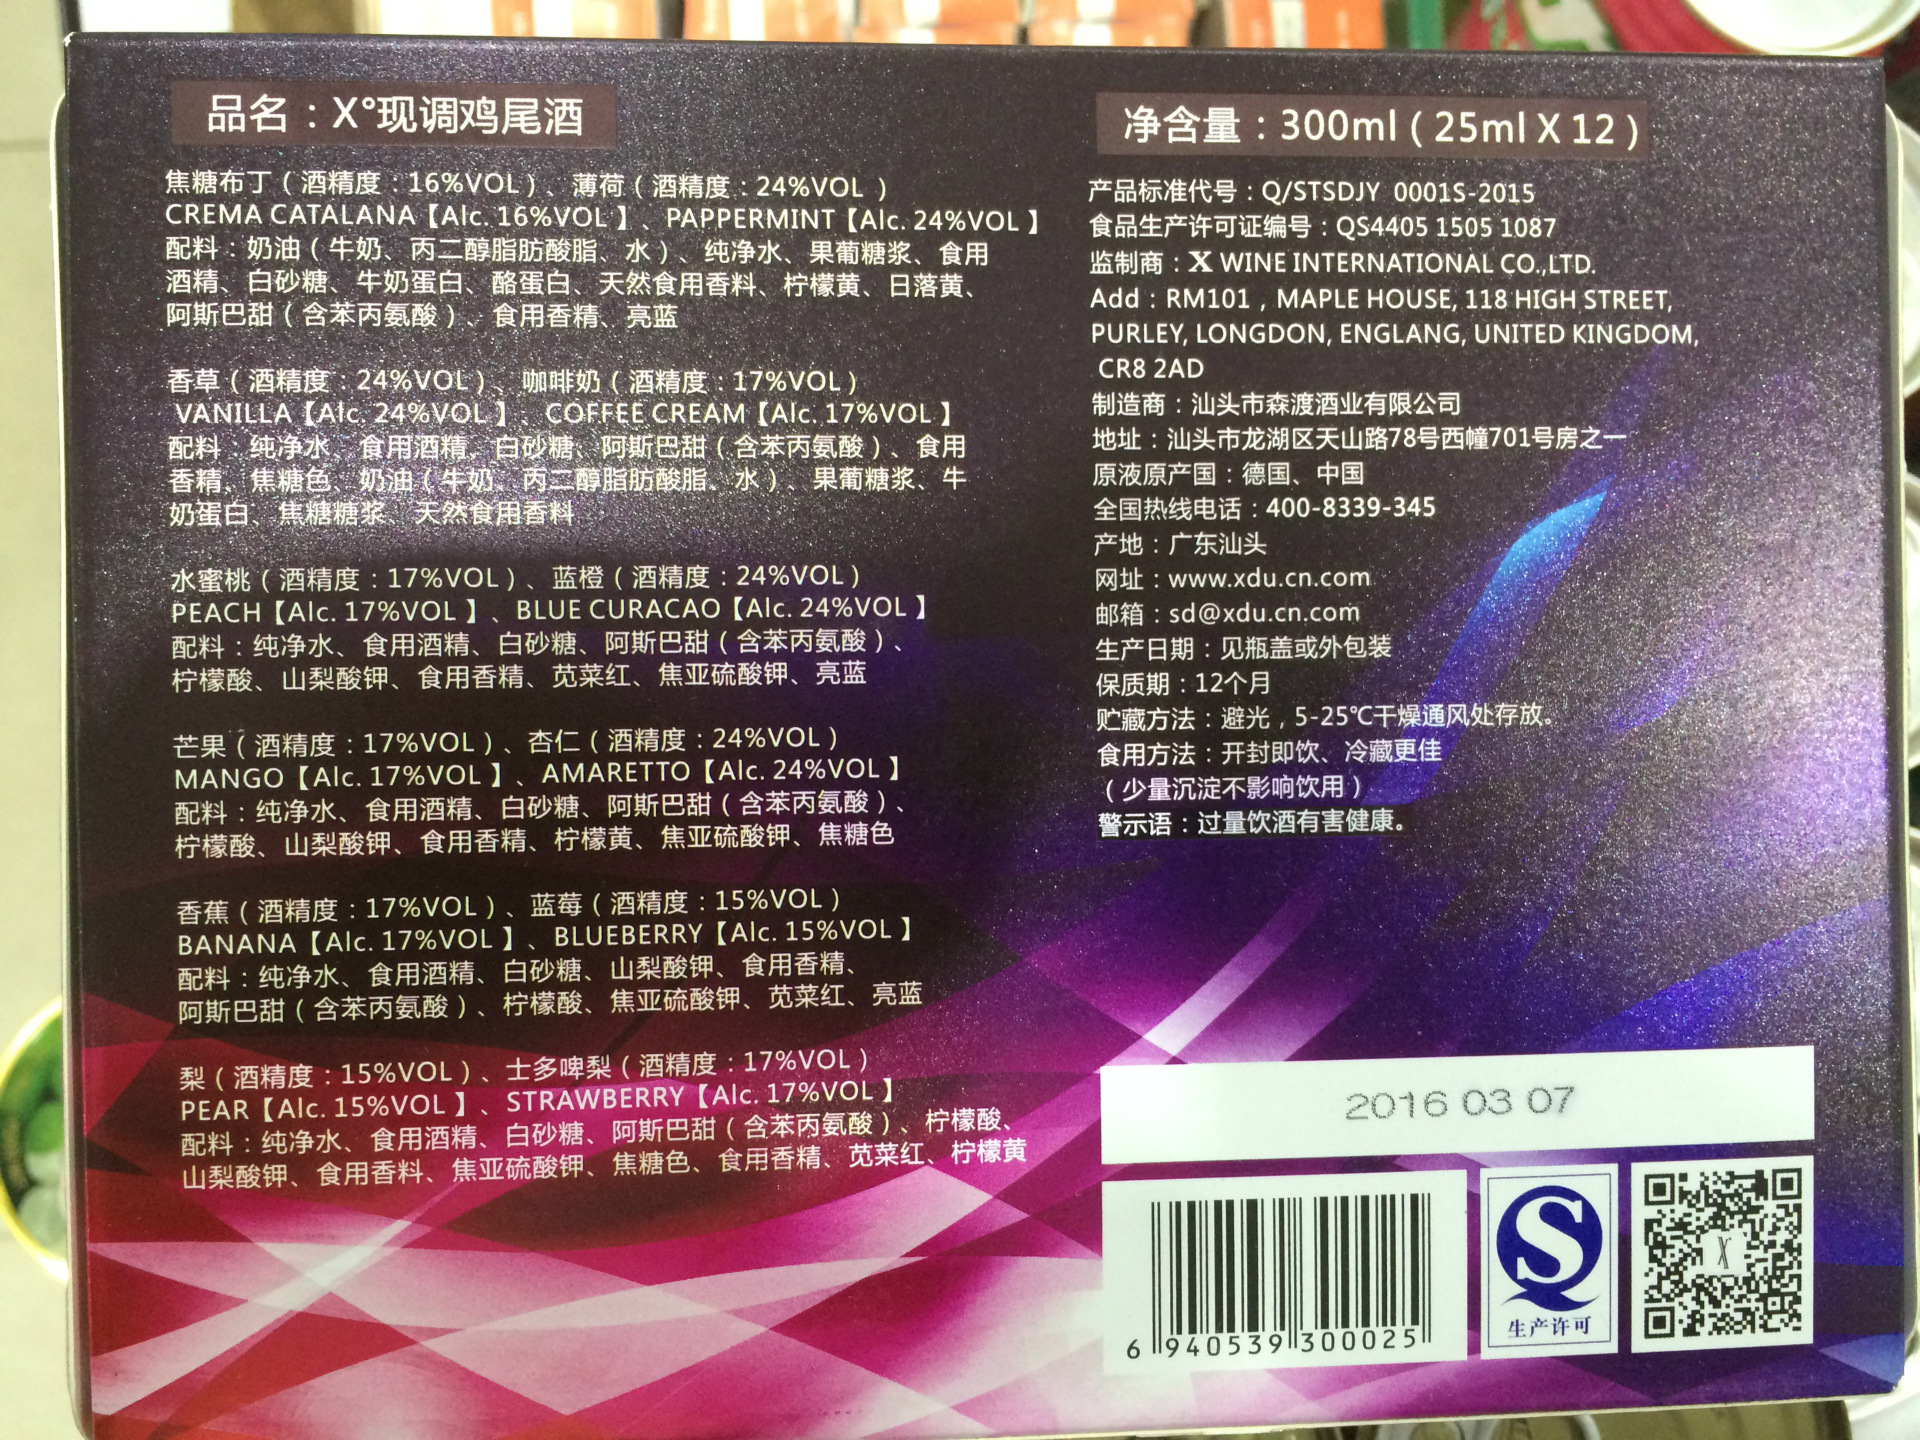 品名：X°现调鸡尾酒
焦糖布丁（酒精度：16%VOL）、薄荷（酒精度：24%VOL ）
CREMA CATALANA【Alc. 16%VOL 】、PAPPERMINT【Alc. 24%VOL 】
配料：奶油（牛奶、丙二醇脂肪酸脂、水）、纯净水、果葡糖浆、食用
酒精、白砂糖、牛奶蛋白、酪蛋白、天然食用香料、柠檬黄、日落黄、
阿斯巴甜（含苯丙氨酸）、食用香精、亮蓝
香草（酒精度：24%VOL）、咖啡奶（酒精度：17%VOL）
VANILLA【Alc. 24%VOL 】、COFFEE CREAM【Alc. 17%VOL 】
配料：纯净水、食用酒精、白砂糖、阿斯巴甜（含苯丙氨酸）、食用
香精、焦糖色、奶油（牛奶、丙二醇脂肪酸脂、水）、果葡糖浆、牛
奶蛋白、焦糖糖浆、天然食用香料
水蜜桃（酒精度：17%VOL）、蓝橙（酒精度：24%VOL）
PEACH【Alc. 17%VOL 】、BLUE CURACAO【Alc. 24%VOL 】
配料：纯净水、食用酒精、白砂糖、阿斯巴甜（含苯丙氨酸）、
柠檬酸、山梨酸钾、食用香精、苋菜红、焦亚硫酸钾、亮蓝
芒果（酒精度：17%VOL）、杏仁（酒精度：24%VOL）
MANGO【Alc. 17%VOL 】、AMARETTO【Alc. 24%VOL 】
配料：纯净水、食用酒精、白砂糖、阿斯巴甜（含苯丙氨酸）、
柠檬酸、山梨酸钾、食用香精、柠檬黄、焦亚硫酸钾、焦糖色
香蕉（酒精度：17%VOL）、蓝莓（酒精度：15%VOL）
BANANA【Alc. 17%VOL 】、BLUEBERRY【Alc. 15%VOL 】
配料：纯净水、食用酒精、白砂糖、山梨酸钾、食用香精、
阿斯巴甜（含苯丙氨酸）、柠檬酸、焦亚硫酸钾、苋菜红、亮蓝
梨（酒精度：15%VOL）、士多啤梨（酒精度：17%VOL）
PEAR【Alc. 15%VOL 】、STRAWBERRY【Alc. 17%VOL 】
配料：纯净水、食用酒精、白砂糖、阿斯巴甜（含苯丙氨酸）、柠檬酸、
山梨酸钾、食用香料、焦亚硫酸钾、焦糖色、食用香精、苋菜红、柠檬黄
净含量：300ml（25ml X 12）
产品标准代号：Q/STSDJY 0001S-2015
食品生产许可证编号：QS4405 1505 1087
监制商：X WINE INTERNATIONAL CO.,LTD.
Add：RM101，MAPLE HOUSE, 118 HIGH STREET,
PURLEY, LONGDON, ENGLANG, UNITED KINGDOM,
CR8 2AD
制造商：汕头市森渡酒业有限公司
地址：汕头市龙湖区天山路78号西幢701号房之一
原液原产国：德国、中国
全国热线电话：400-8339-345
产地：广东汕头
网址：www.xdu.cn.com
邮箱：sd@xdu.cn.com
生产日期：见瓶盖或外包装
保质期：12个月
贮藏方法：避光，5-25℃干燥通风处存放。
食用方法：开封即饮、冷藏更佳
（少量沉淀不影响饮用）
警示语：过量饮酒有害健康。
2016 03 07
6 940539 300025
生产许可
X